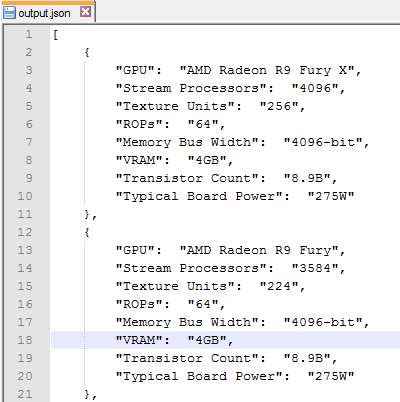 output.json
1 [
2 {
3 "GPU": "AMD Radeon R9 Fury X",
4 "Stream Processors": "4096",
5 "Texture Units": "256",
6 "ROPs": "64",
7 "Memory Bus Width": "4096-bit",
8 "VRAM": "4GB",
9 "Transistor Count": "8.9B",
10 "Typical Board Power": "275W"
11 },
12 {
13 "GPU": "AMD Radeon R9 Fury",
14 "Stream Processors": "3584",
15 "Texture Units": "224",
16 "ROPs": "64",
17 "Memory Bus Width": "4096-bit",
18 "VRAM": "4GB",
19 "Transistor Count": "8.9B",
20 "Typical Board Power": "275W"
21 },